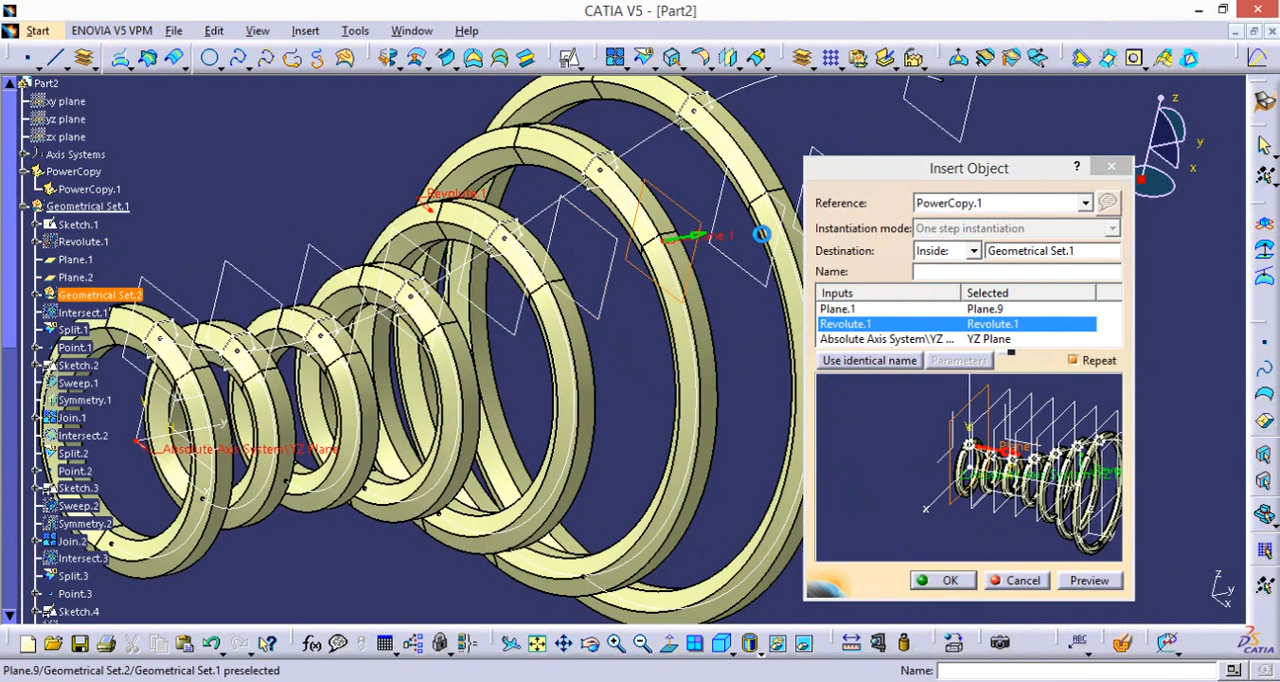 CATIA V5 - [Part2]
Start ENOVIA V5 VPM File Edit View Insert Tools Window Help
Part2
xy plane
yz plane
zx plane
Axis Systems
PowerCopy
PowerCopy.1
Geometrical Set.1
Sketch.1
Revolute.1
Plane.1
Plane.2
Geometrical Set.2
Intersect.1
Split.1
Point.1
Sketch.2
Sweep.1
Symmetry.1
Join.1
Intersect.2
Split.2
Point.2
Sketch.3
Sweep.2
Symmetry.2
Join.2
Intersect.3
Split.3
Point.3
Sketch.4
Revolute.1
Absolute Axis System\YZ Plane
z
y
x
Insert Object ?
Reference: PowerCopy.1
Instantiation mode: One step instantiation
Destination: Inside: Geometrical Set.1
Name:
Inputs Selected
Plane.1 Plane.9
Revolute.1 Revolute.1
Absolute Axis System\YZ ... YZ Plane
Use identical name Parameters Repeat
x
OK Cancel Preview
z
y
x
f(x)
ABC
DS CATIA
Plane.9/Geometrical Set.2/Geometrical Set.1 preselected Name: